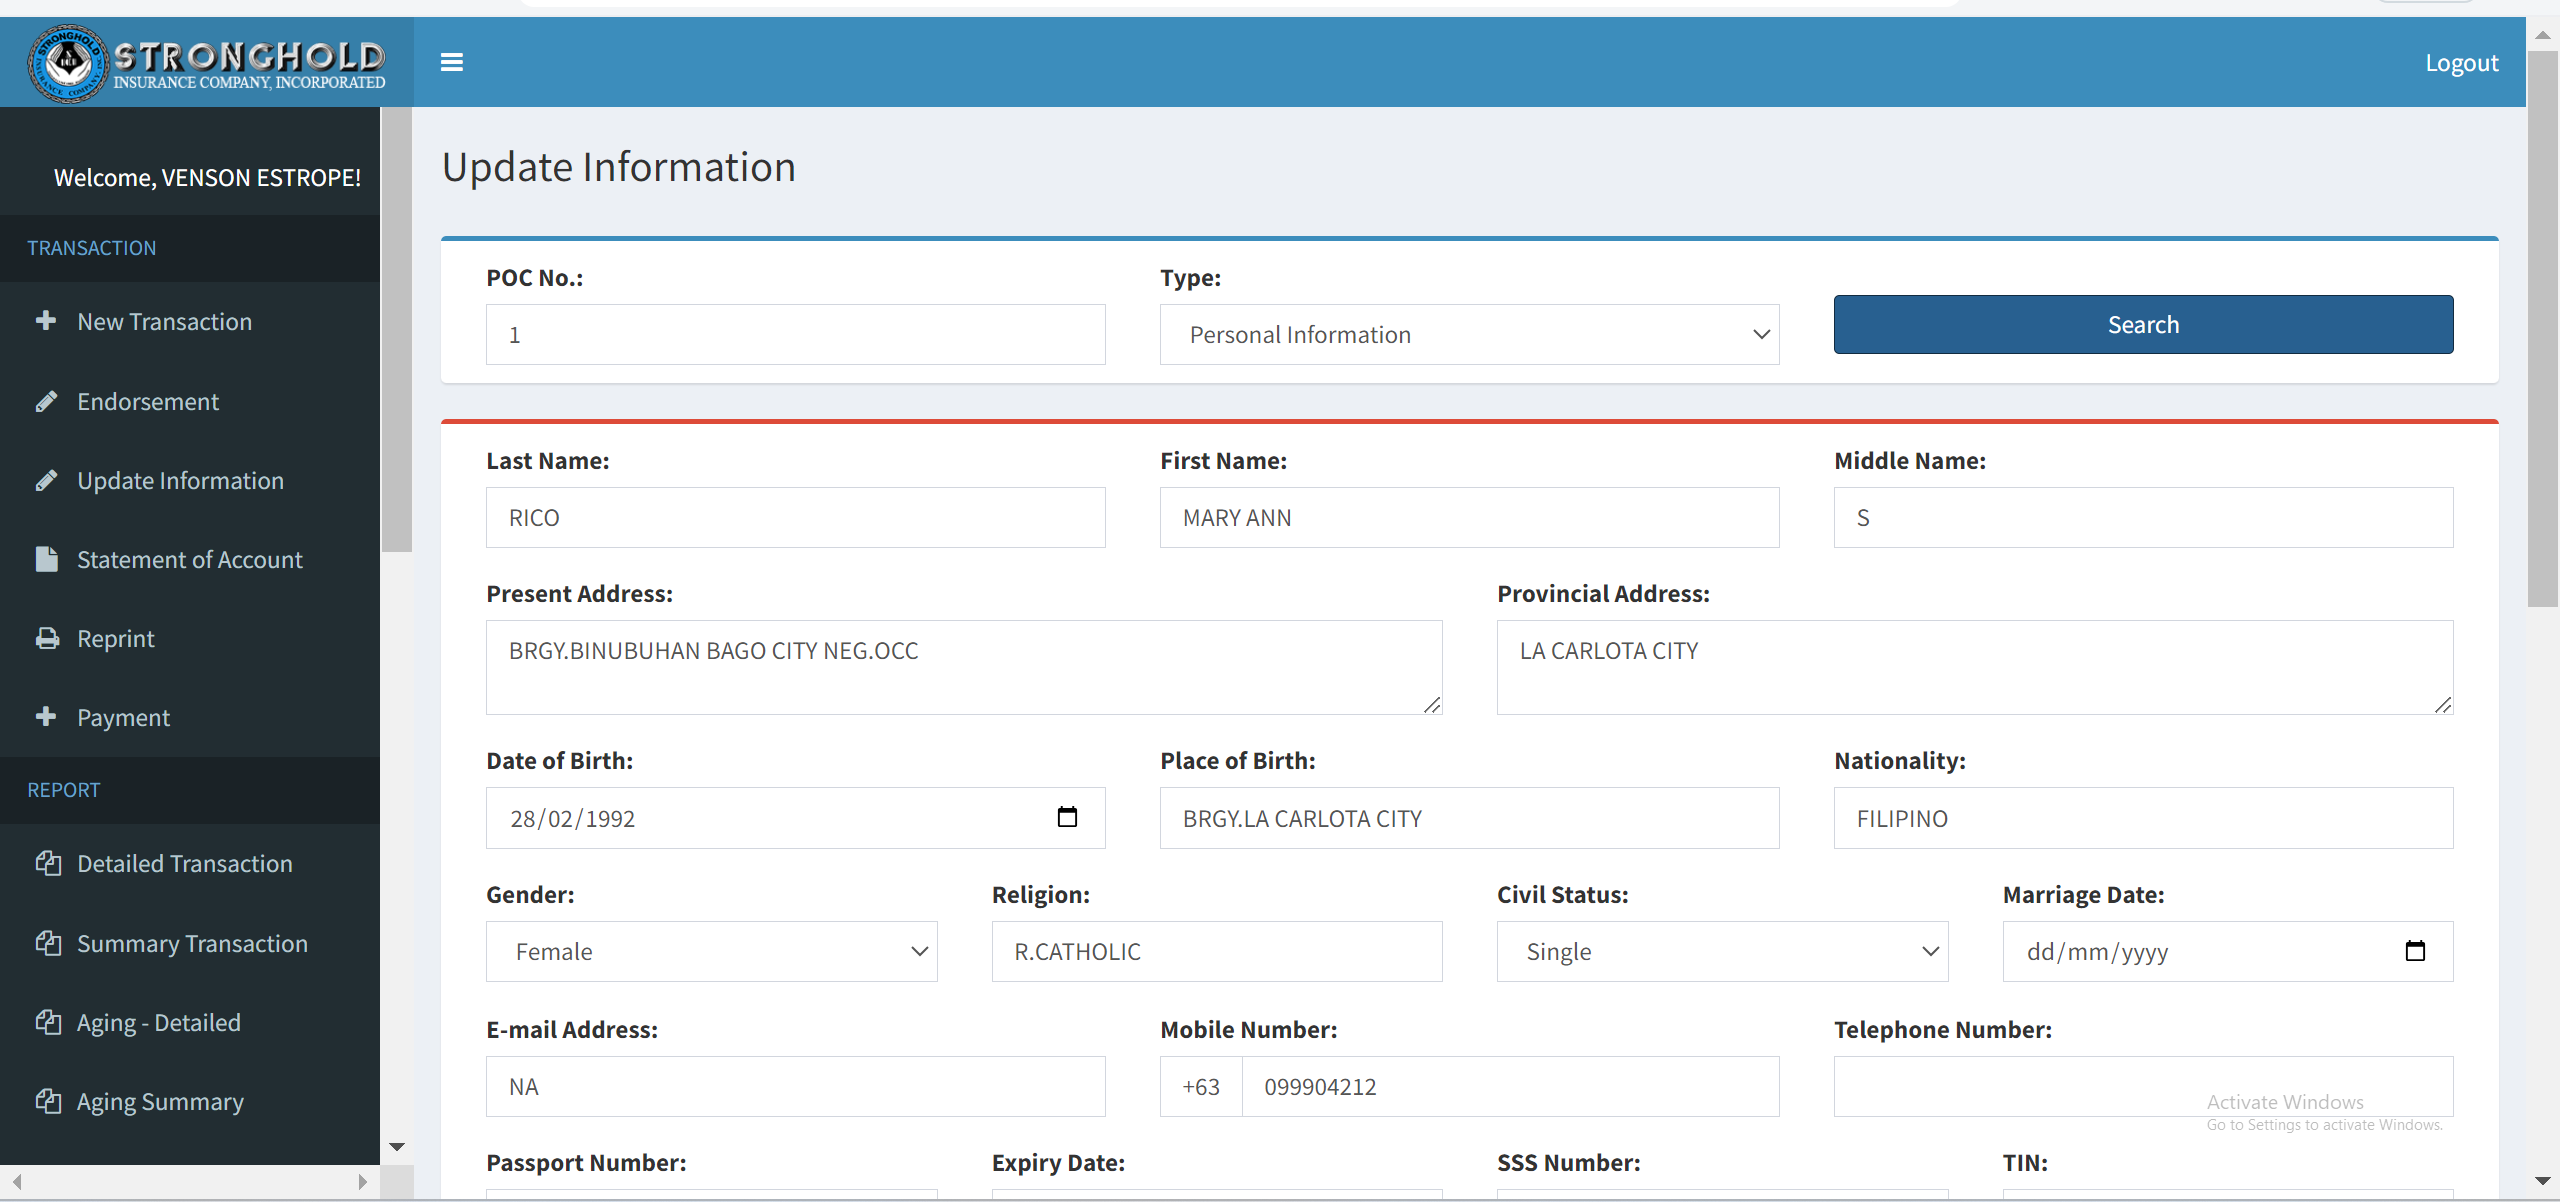 STRONGHOLD
INSURANCE COMPANY, INCORPORATED
Logout
Welcome, VENSON ESTROPE!
TRANSACTION
New Transaction
Endorsement
Update Information
Statement of Account
Reprint
Payment
REPORT
Detailed Transaction
Summary Transaction
Aging - Detailed
Aging Summary
Update Information
POC No.: Type:
1 Personal Information Search
Last Name: First Name: Middle Name:
RICO MARY ANN S
Present Address: Provincial Address:
BRGY.BINUBUHAN BAGO CITY NEG.OCC LA CARLOTA CITY
Date of Birth: Place of Birth: Nationality:
28/02/1992 BRGY.LA CARLOTA CITY FILIPINO
Gender: Religion: Civil Status: Marriage Date:
Female R.CATHOLIC Single dd/mm/yyyy
E-mail Address: Mobile Number: Telephone Number:
NA +63 099904212
Activate Windows
Go to Settings to activate Windows.
Passport Number: Expiry Date: SSS Number: TIN: